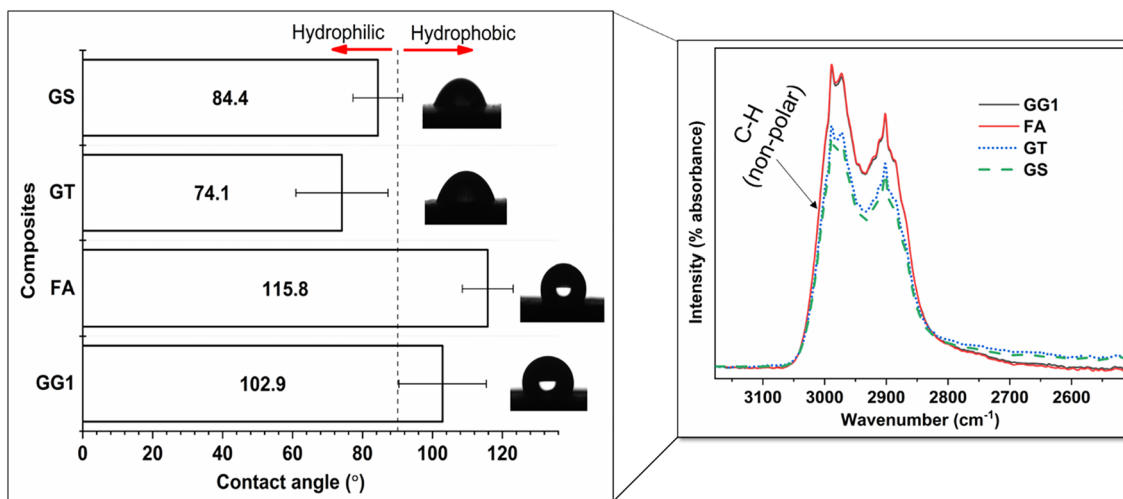 Hydrophilic Hydrophobic
GS
84.4
GT
74.1
FA
115.8
GG1
102.9
Composites
0 20 40 60 80 100 120
Contact angle (°)
C-H
(non-polar)
GG1
FA
GT
GS
Intensity (% absorbance)
3100 3000 2900 2800 2700 2600
Wavenumber (cm⁻¹)